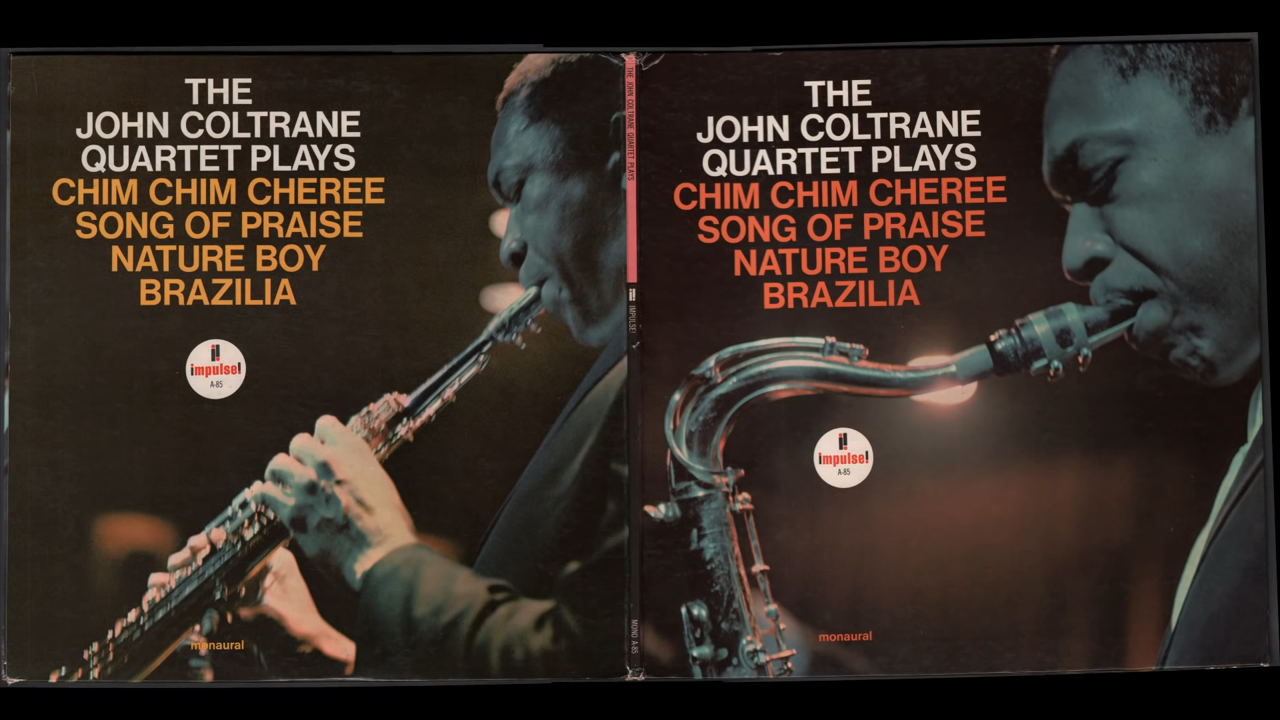 THE
JOHN COLTRANE
QUARTET PLAYS
CHIM CHIM CHEREE
SONG OF PRAISE
NATURE BOY
BRAZILIA
impulse!
A-85
monaural
THE JOHN COLTRANE QUARTET PLAYS
IMPULSE!
MONO A-85
THE
JOHN COLTRANE
QUARTET PLAYS
CHIM CHIM CHEREE
SONG OF PRAISE
NATURE BOY
BRAZILIA
impulse!
A-85
monaural